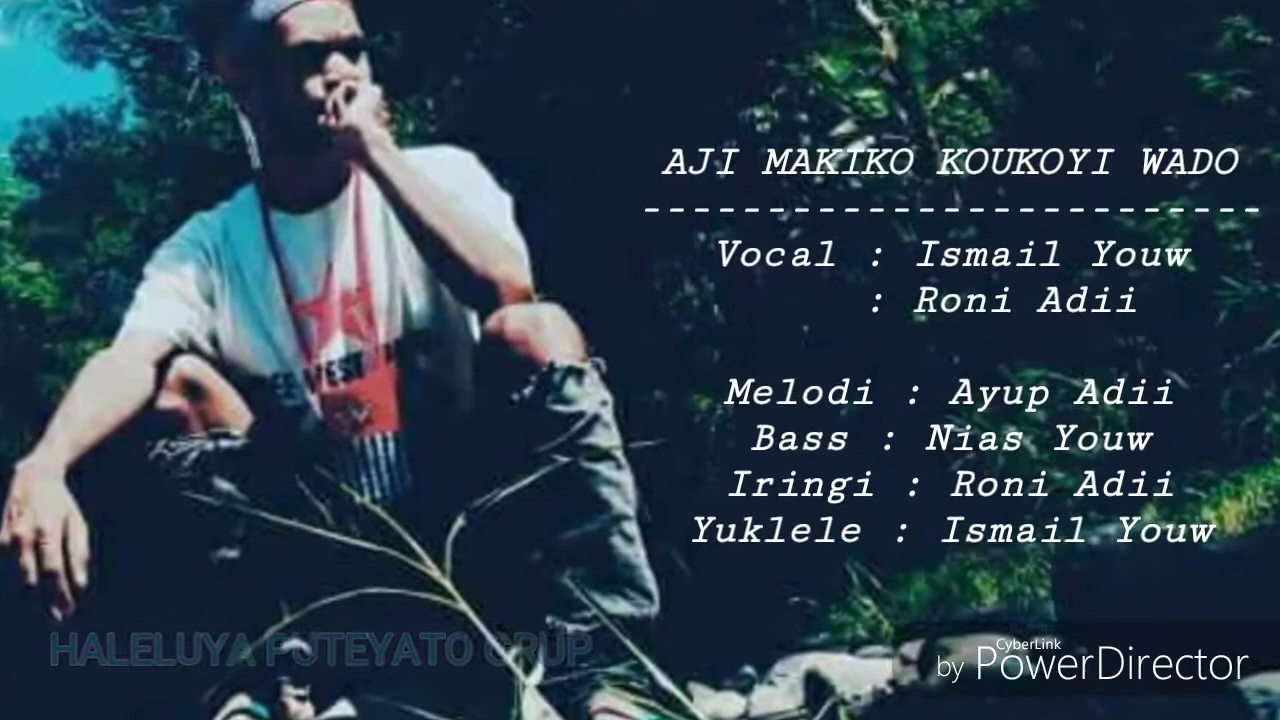 AJI MAKIKO KOUKOYI WADO
--------------------------
Vocal : Ismail Youw
: Roni Adii
Melodi : Ayup Adii
Bass : Nias Youw
Iringi : Roni Adii
Yuklele : Ismail Youw
HALELUYA PUTEYATO GRUP
CyberLink
by PowerDirector